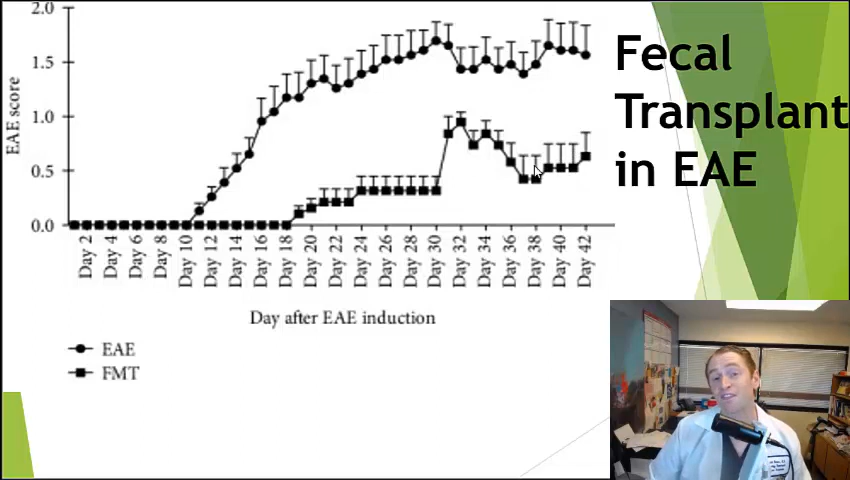 Fecal
Transplant
in EAE
2.0
1.5
1.0
0.5
0.0
EAE score
Day 2
Day 4
Day 6
Day 8
Day 10
Day 12
Day 14
Day 16
Day 18
Day 20
Day 22
Day 24
Day 26
Day 28
Day 30
Day 32
Day 34
Day 36
Day 38
Day 40
Day 42
Day after EAE induction
EAE
FMT